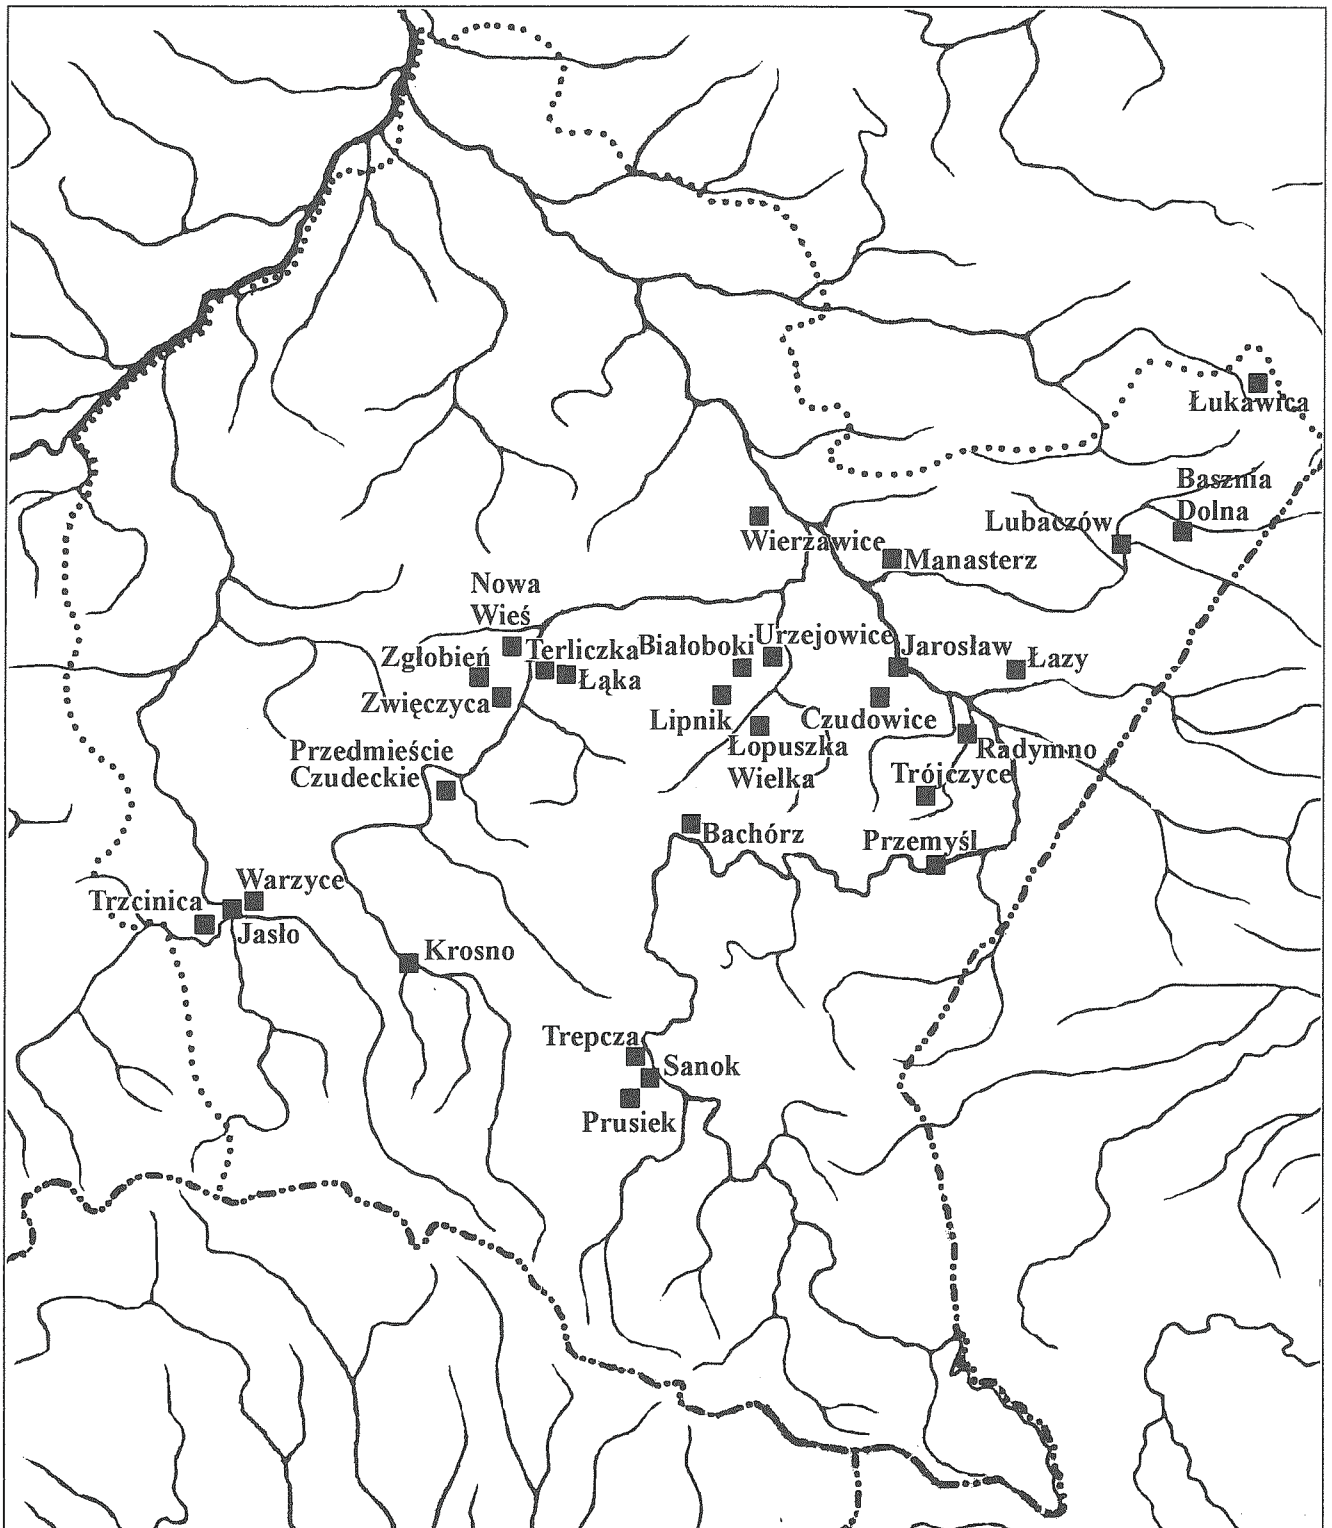 Łukawica
Basznia
Dolna
Lubaczów
Wierzawice
Manasterz
Nowa
Wieś
Terliczka
Białoboki
Urzejowice
Jarosław
Łazy
Zgłobień
Łąka
Zwięczyca
Lipnik
Czudowice
Przedmieście
Czudeckie
Łopuszka
Wielka
Radymno
Trójczyce
Bachórz
Przemyśl
Warzyce
Trzcinica
Jasło
Krosno
Trepcza
Sanok
Prusiek